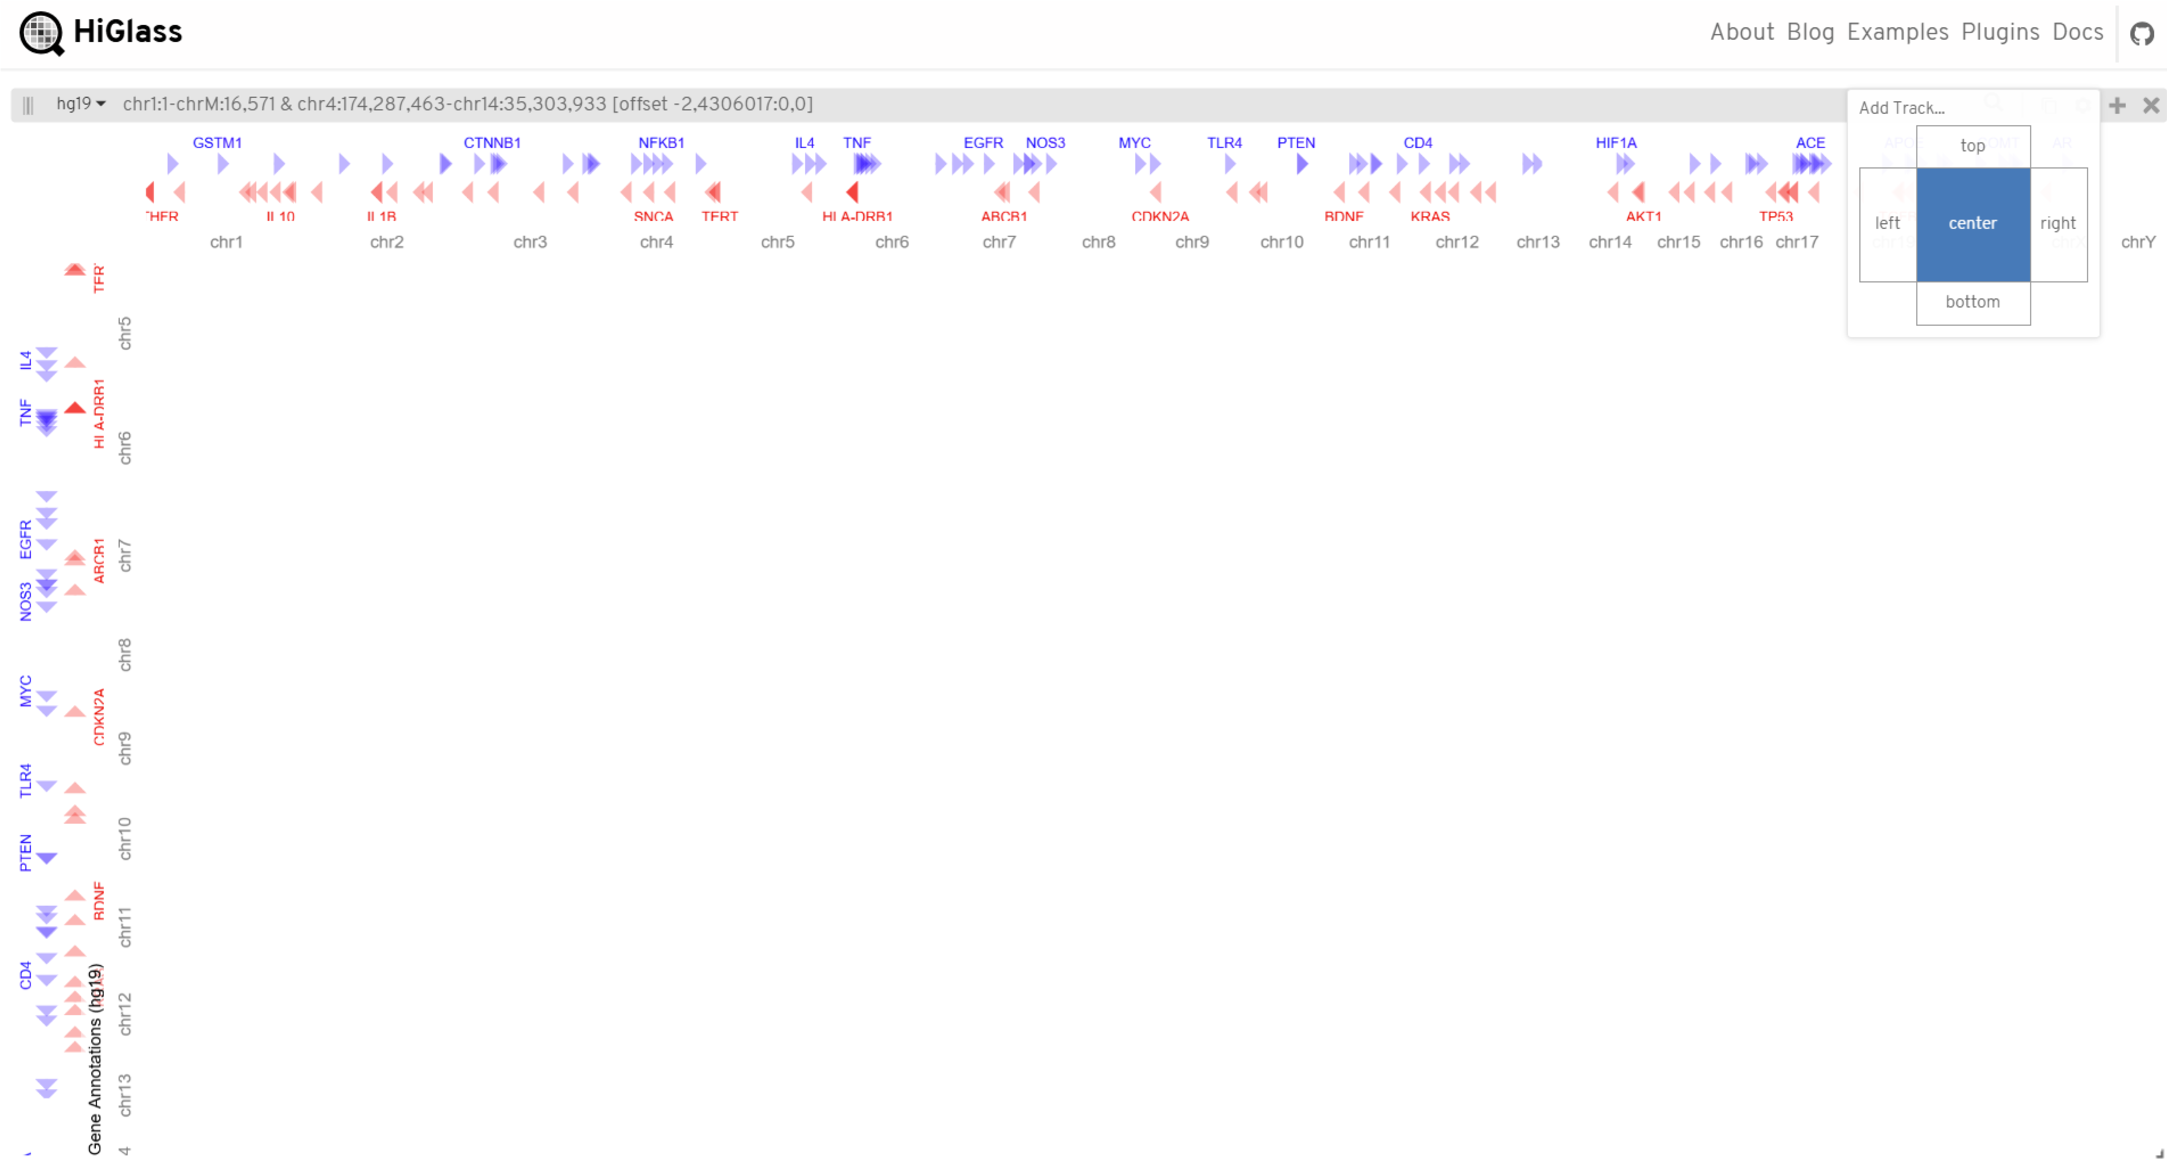 HiGlass
About Blog Examples Plugins Docs
hg19 chr1:1-chrM:16,571 & chr4:174,287,463-chr14:35,303,933 [offset -2,4306017:0,0]
Add Track...
top
left center right
bottom
GSTM1 CTNNB1 NFKB1 IL4 TNF EGFR NOS3 MYC TLR4 PTEN CD4 HIF1A ACE
IL10 IL1B SNCA TERT HLA-DRB1 ABCB1 CDKN2A BDNF KRAS AKT1 TP53
chr1 chr2 chr3 chr4 chr5 chr6 chr7 chr8 chr9 chr10 chr11 chr12 chr13 chr14 chr15 chr16 chr17 chrY
chr5
IL4
TNF
HLA-DRB1
chr6
EGFR
ABCB1
chr7
NOS3
chr8
MYC
CDKN2A
chr9
TLR4
chr10
PTEN
BDNF
chr11
CD4
chr12
Gene Annotations (hg19)
chr13
4